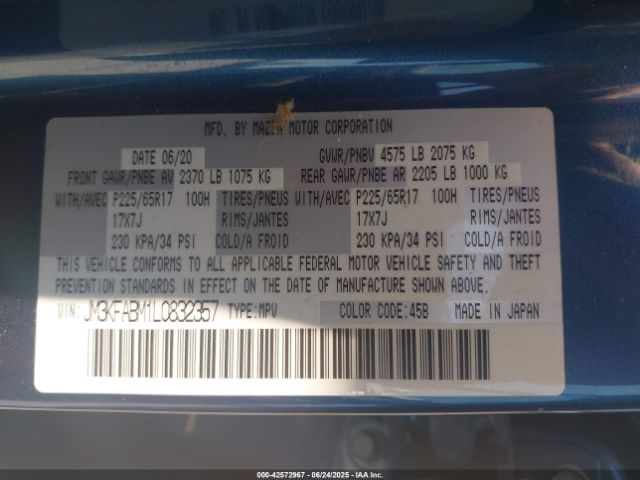 MFD. BY MAZDA MOTOR CORPORATION
DATE 06/20 GVWR/PNBV 4575 LB 2075 KG
FRONT GAWR/PNBE AV 2370 LB 1075 KG REAR GAWR/PNBE AR 2205 LB 1000 KG
WITH/AVEC P225/65R17 100H TIRES/PNEUS WITH/AVEC P225/65R17 100H TIRES/PNEUS
17X7J RIMS/JANTES 17X7J RIMS/JANTES
230 KPA/34 PSI COLD/A FROID 230 KPA/34 PSI COLD/A FROID
THIS VEHICLE CONFORMS TO ALL APPLICABLE FEDERAL MOTOR VEHICLE SAFETY AND THEFT
PREVENTION STANDARDS IN EFFECT ON THE DATE OF MANUFACTURE SHOWN ABOVE.
VIN: JM3KFABM1L0832357 TYPE:MPV COLOR CODE:45B MADE IN JAPAN
000-42572967 - 06/24/2025 - IAAI.com